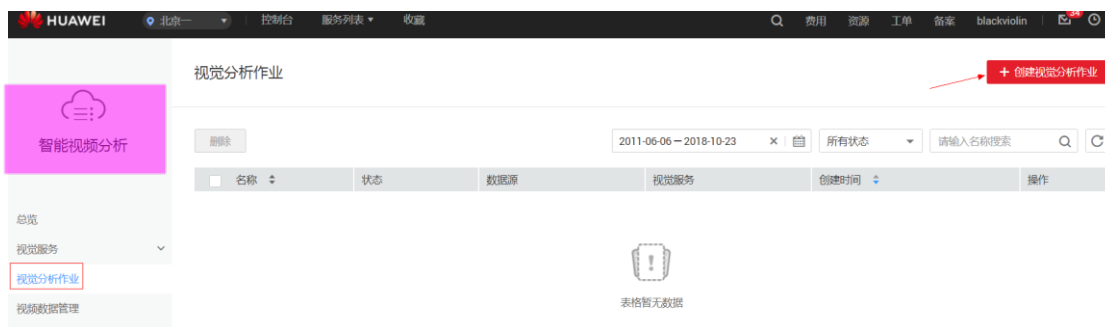 HUAWEI 北京一 控制台 服务列表 收藏 费用 资源 工单 备案 blackviolin 34
视觉分析作业 + 创建视觉分析作业
智能视频分析
删除 2011-06-06 – 2018-10-23 × 所有状态 请输入名称搜索
名称 状态 数据源 视觉服务 创建时间 操作
总览
视觉服务
视觉分析作业
表格暂无数据
视频数据管理